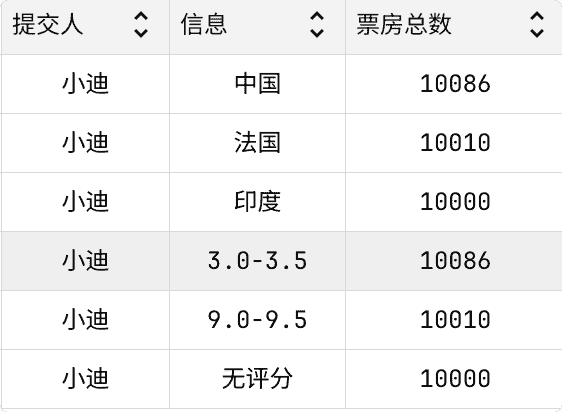 提交人 信息 票房总数
小迪 中国 10086
小迪 法国 10010
小迪 印度 10000
小迪 3.0-3.5 10086
小迪 9.0-9.5 10010
小迪 无评分 10000